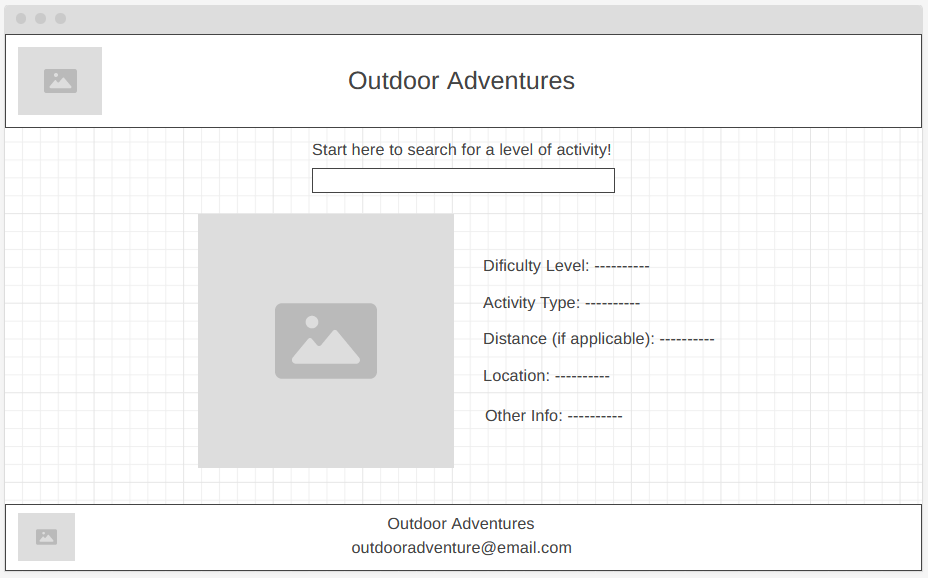 Outdoor Adventures
Start here to search for a level of activity!
Dificulty Level: ----------
Activity Type: ----------
Distance (if applicable): ----------
Location: ----------
Other Info: ----------
Outdoor Adventures
outdooradventure@email.com